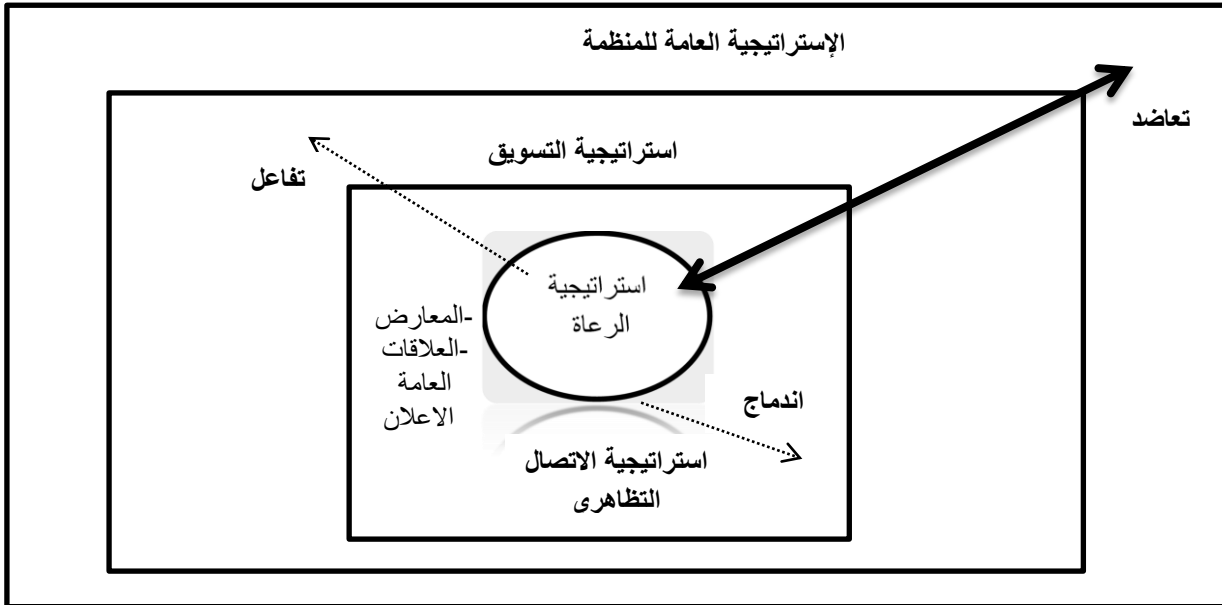 الإستراتيجية العامة للمنظمة
تعاضد
استراتيجية التسويق
تفاعل
استراتيجية
الرعاة
-المعارض
-العلاقات
العامة
الاعلان
اندماج
استراتيجية الاتصال
التظاهرى